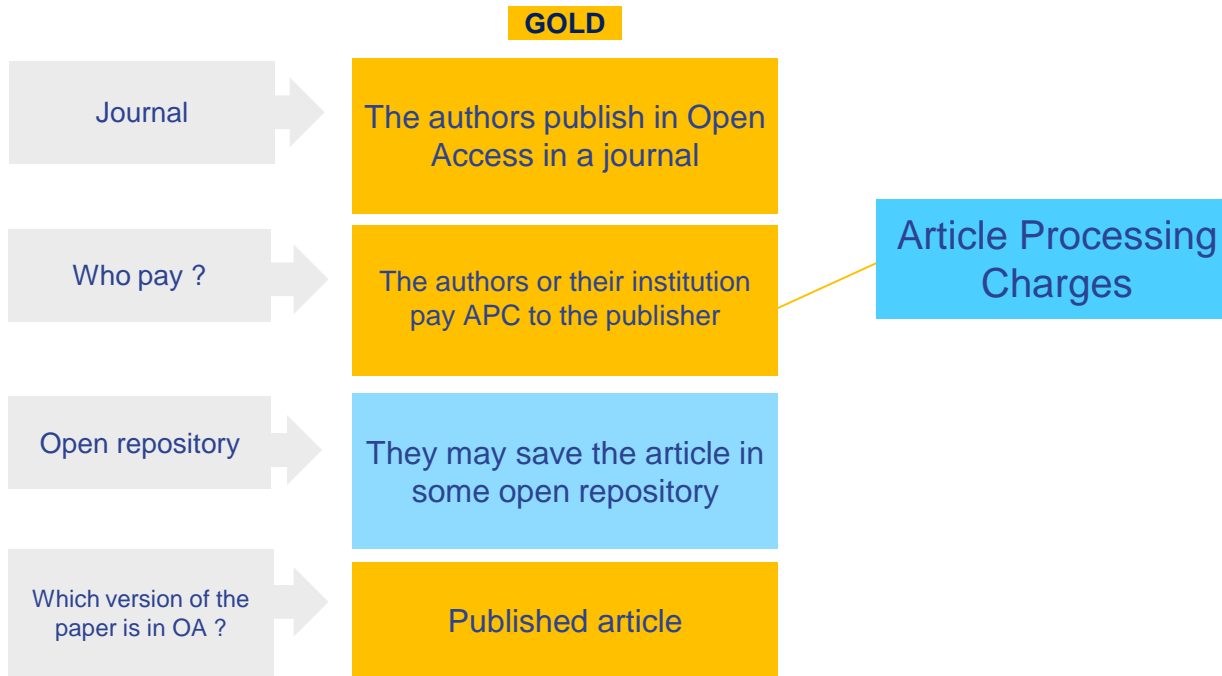 GOLD
Journal
The authors publish in Open
Access in a journal
Who pay ?
The authors or their institution
pay APC to the publisher
Article Processing
Charges
Open repository
They may save the article in
some open repository
Which version of the
paper is in OA ?
Published article